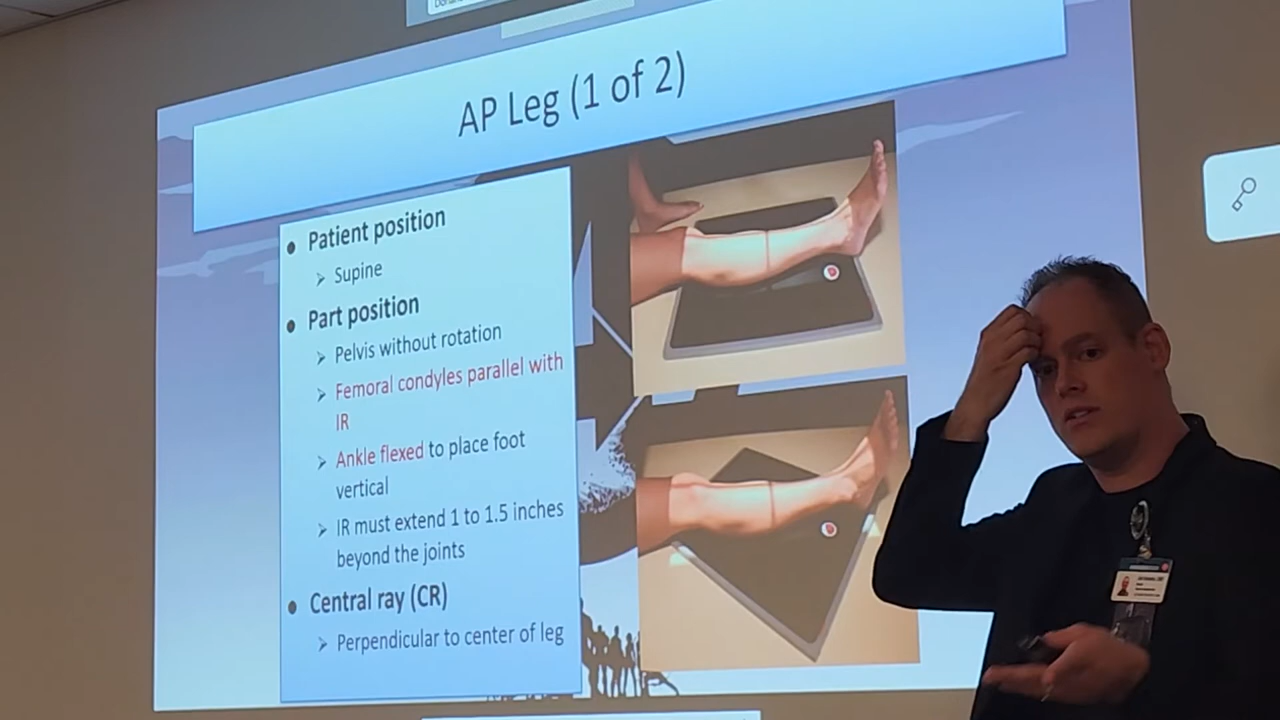 AP Leg (1 of 2)
• Patient position
➢ Supine
• Part position
➢ Pelvis without rotation
➢ Femoral condyles parallel with
IR
➢ Ankle flexed to place foot
vertical
➢ IR must extend 1 to 1.5 inches
beyond the joints
• Central ray (CR)
➢ Perpendicular to center of leg